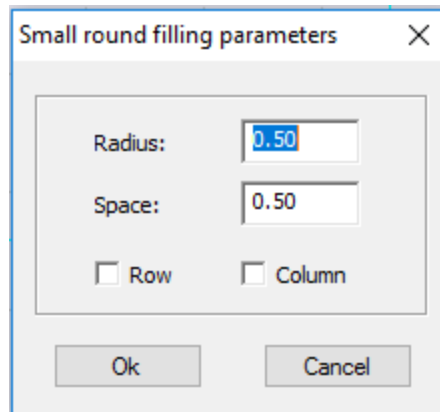 Small round filling parameters
Radius: 0.50
Space: 0.50
Row Column
Ok Cancel